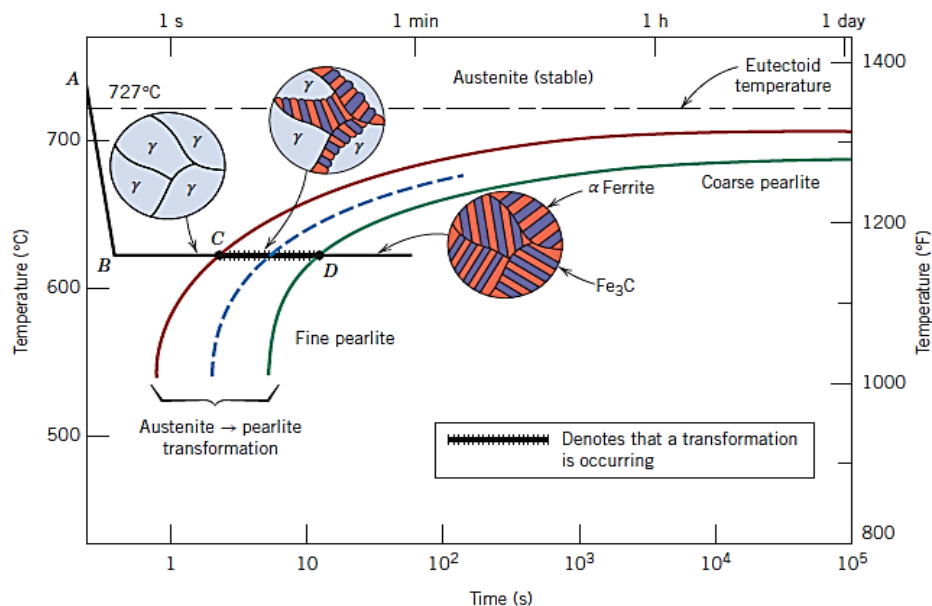 1 s
1 min
1 h
1 day
A
727°C
Austenite (stable)
Eutectoid
temperature
1400
700
γ
γ
γ
γ
γ
γ
γ
Coarse pearlite
α Ferrite
1200
C
B
D
600
Fe₃C
Fine pearlite
1000
Austenite → pearlite
transformation
500
Denotes that a transformation
is occurring
800
Temperature (°C)
Temperature (°F)
1
10
10²
10³
10⁴
10⁵
Time (s)